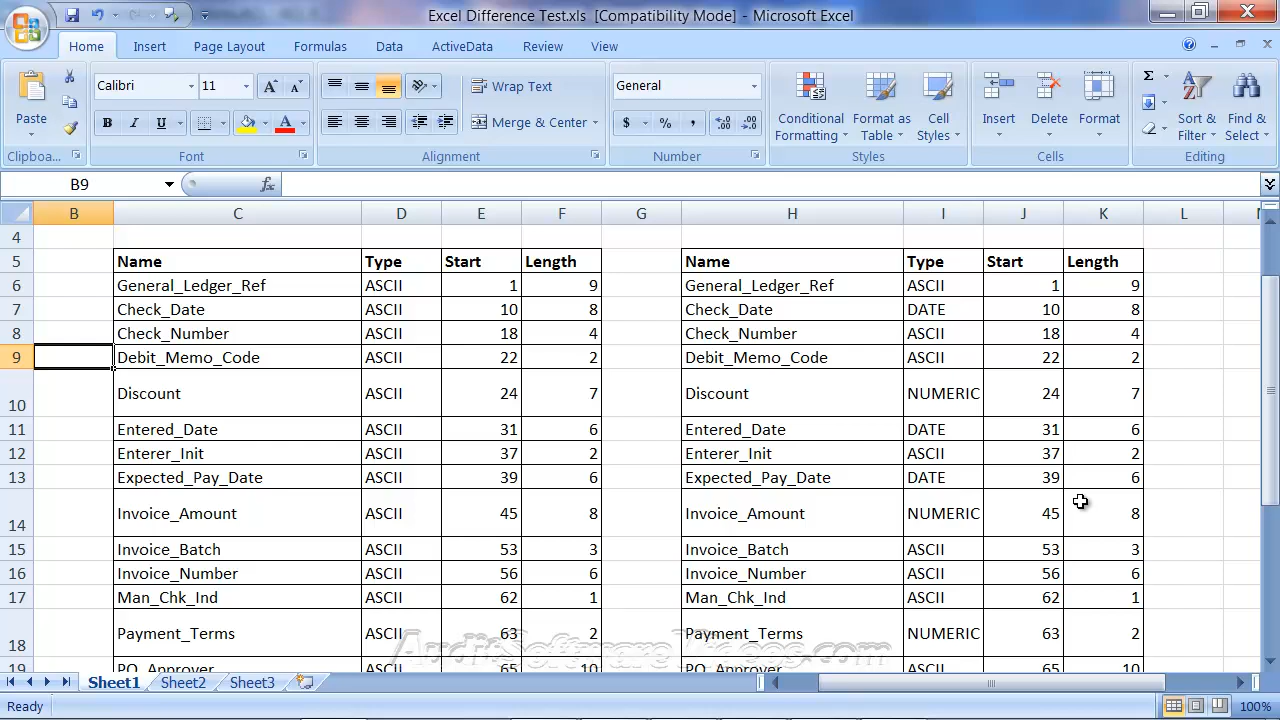 Excel Difference Test.xls [Compatibility Mod... - Microsoft Excel
Home Insert Page Layout Formulas Data ActiveData Review View
Calibri 11 Wrap Text General
Paste B I U Merge & Center $ % , Conditional Formatting Format as Table Cell Styles Insert Delete Format Σ Sort & Filter Find & Select
Clipboa... Font Alignment Number Styles Cells Editing
B9 fx
B C D E F G H I J K L
4
5 Name Type Start Length Name Type Start Length
6 General_Ledger_Ref ASCII 1 9 General_Ledger_Ref ASCII 1 9
7 Check_Date ASCII 10 8 Check_Date DATE 10 8
8 Check_Number ASCII 18 4 Check_Number ASCII 18 4
9 Debit_Memo_Code ASCII 22 2 Debit_Memo_Code ASCII 22 2
10 Discount ASCII 24 7 Discount NUMERIC 24 7
11 Entered_Date ASCII 31 6 Entered_Date DATE 31 6
12 Enterer_Init ASCII 37 2 Enterer_Init ASCII 37 2
13 Expected_Pay_Date ASCII 39 6 Expected_Pay_Date DATE 39 6
14 Invoice_Amount ASCII 45 8 Invoice_Amount NUMERIC 45 8
15 Invoice_Batch ASCII 53 3 Invoice_Batch ASCII 53 3
16 Invoice_Number ASCII 56 6 Invoice_Number ASCII 56 6
17 Man_Chk_Ind ASCII 62 1 Man_Chk_Ind ASCII 62 1
18 Payment_Terms ASCII 63 2 Payment_Terms NUMERIC 63 2
AuditSoftwareVideos.com
19 PO_Approver ASCII 65 10 PO_Approver ASCII 65 10
Sheet1 Sheet2 Sheet3
Ready 100%